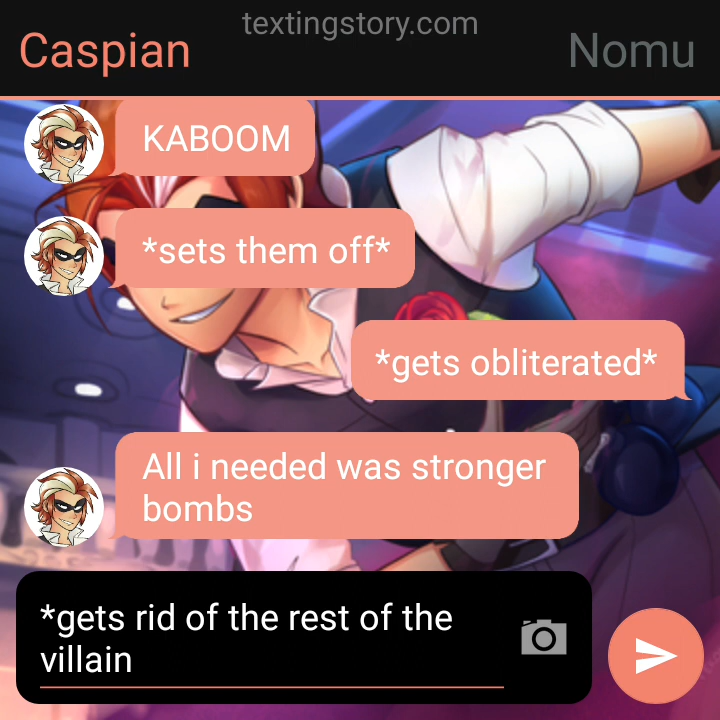 textingstory.com
Caspian
Nomu
KABOOM
*sets them off*
*gets obliterated*
All i needed was stronger
bombs
*gets rid of the rest of the
villain